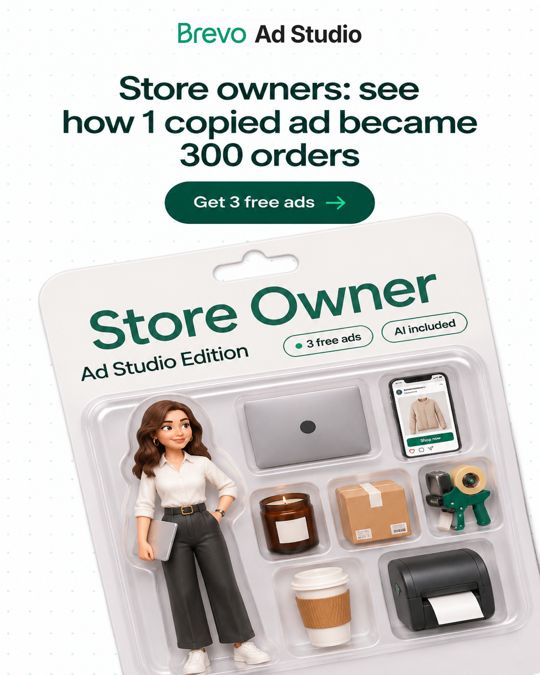 Brevo Ad Studio
Store owners: see
how 1 copied ad became
300 orders
Get 3 free ads →
Store Owner
Ad Studio Edition
3 free ads
AI included
Shop now